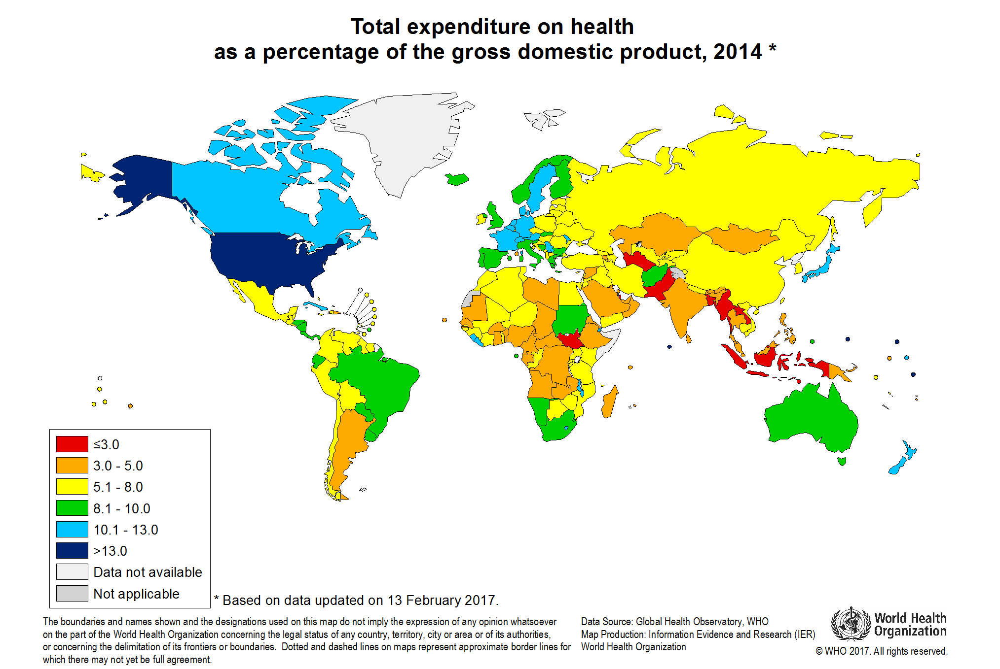 Total expenditure on health
as a percentage of the gross domestic product, 2014 *
≤3.0
3.0 - 5.0
5.1 - 8.0
8.1 - 10.0
10.1 - 13.0
>13.0
Data not available
Not applicable
* Based on data updated on 13 February 2017.
The boundaries and names shown and the designations used on this map do not imply the expression of any opinion whatsoever
on the part of the World Health Organization concerning the legal status of any country, territory, city or area or of its authorities,
or concerning the delimitation of its frontiers or boundaries.  Dotted and dashed lines on maps represent approximate border lines for
which there may not yet be full agreement.
Data Source: Global Health Observatory, WHO
Map Production: Information Evidence and Research (IER)
World Health Organization
World Health
Organization
© WHO 2017. All rights reserved.